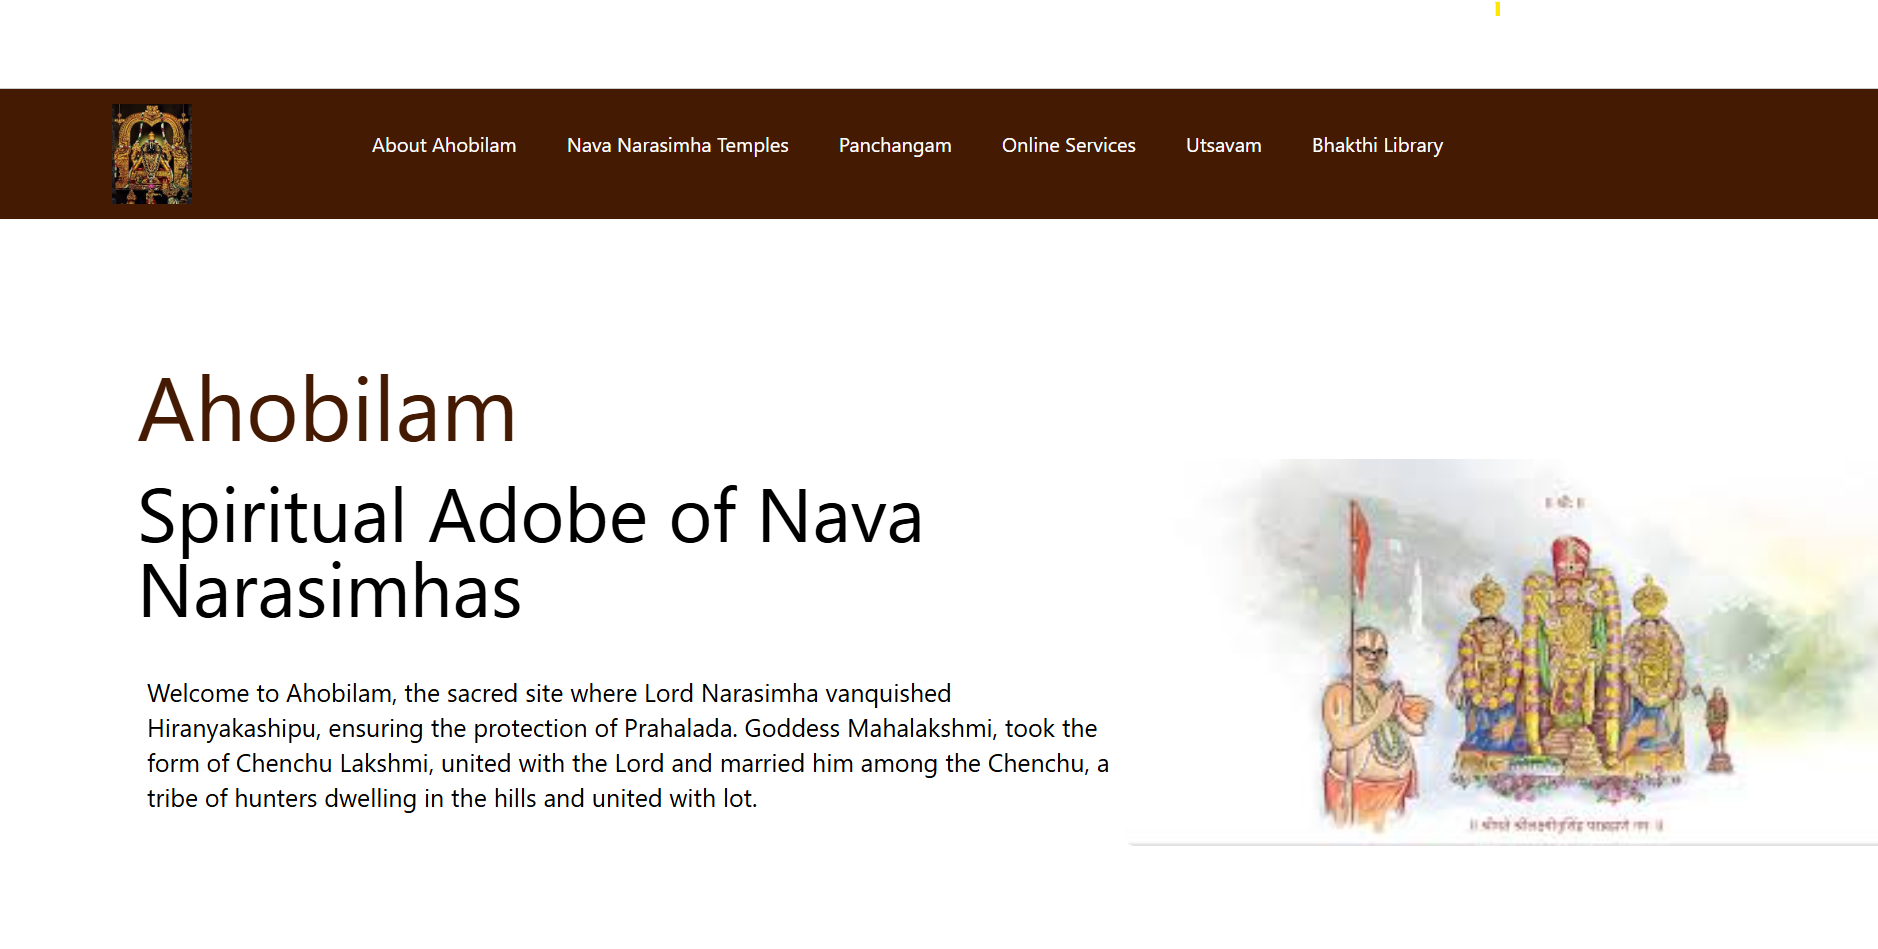 About Ahobilam Nava Narasimha Temples Panchangam Online Services Utsavam Bhakthi Library
Ahobilam
Spiritual Adobe of Nava
Narasimhas
Welcome to Ahobilam, the sacred site where Lord Narasimha vanquished
Hiranyakashipu, ensuring the protection of Prahalada. Goddess Mahalakshmi, took the
form of Chenchu Lakshmi, united with the Lord and married him among the Chenchu, a
tribe of hunters dwelling in the hills and united with lot.
॥ श्रीः ॥